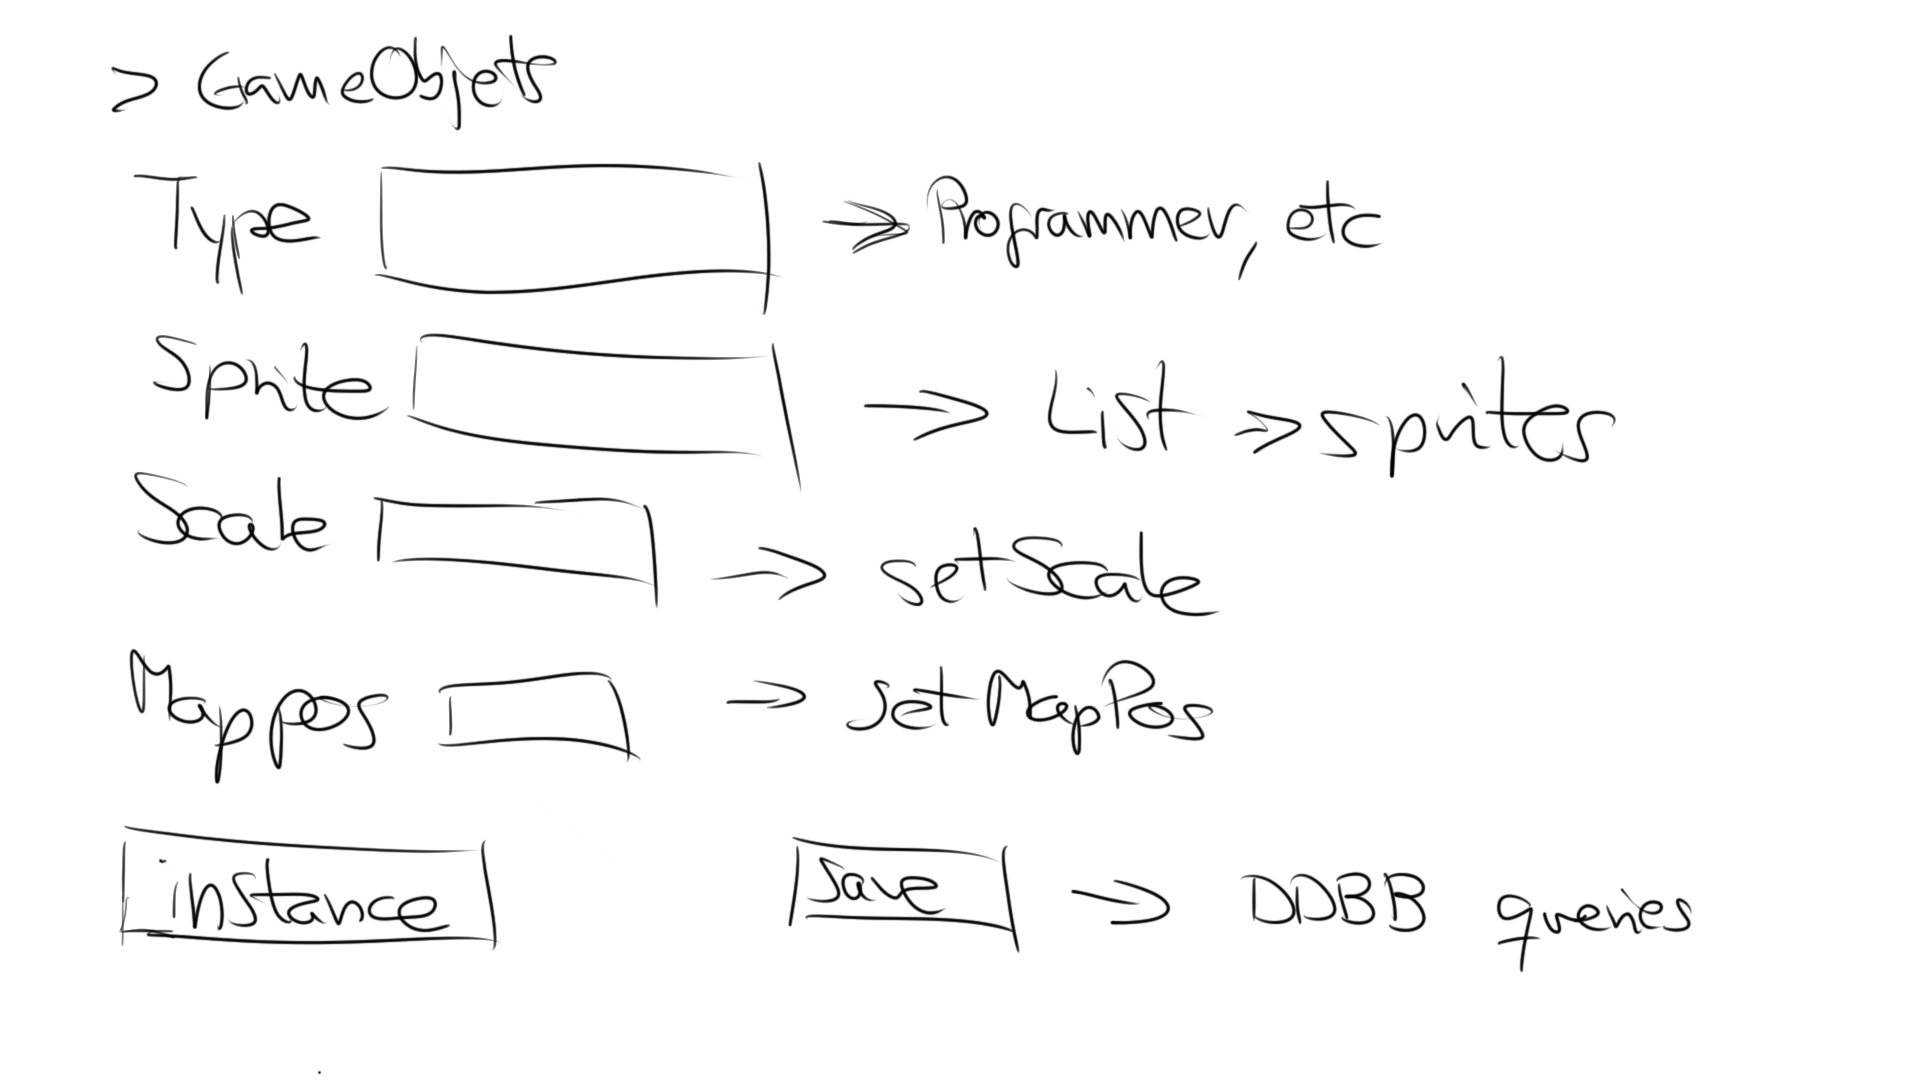 > GameObjets
Type → Programmer, etc
Sprite → List → sprites
Scale → setScale
Mappos → setMapPos
instance save → DDBB queries